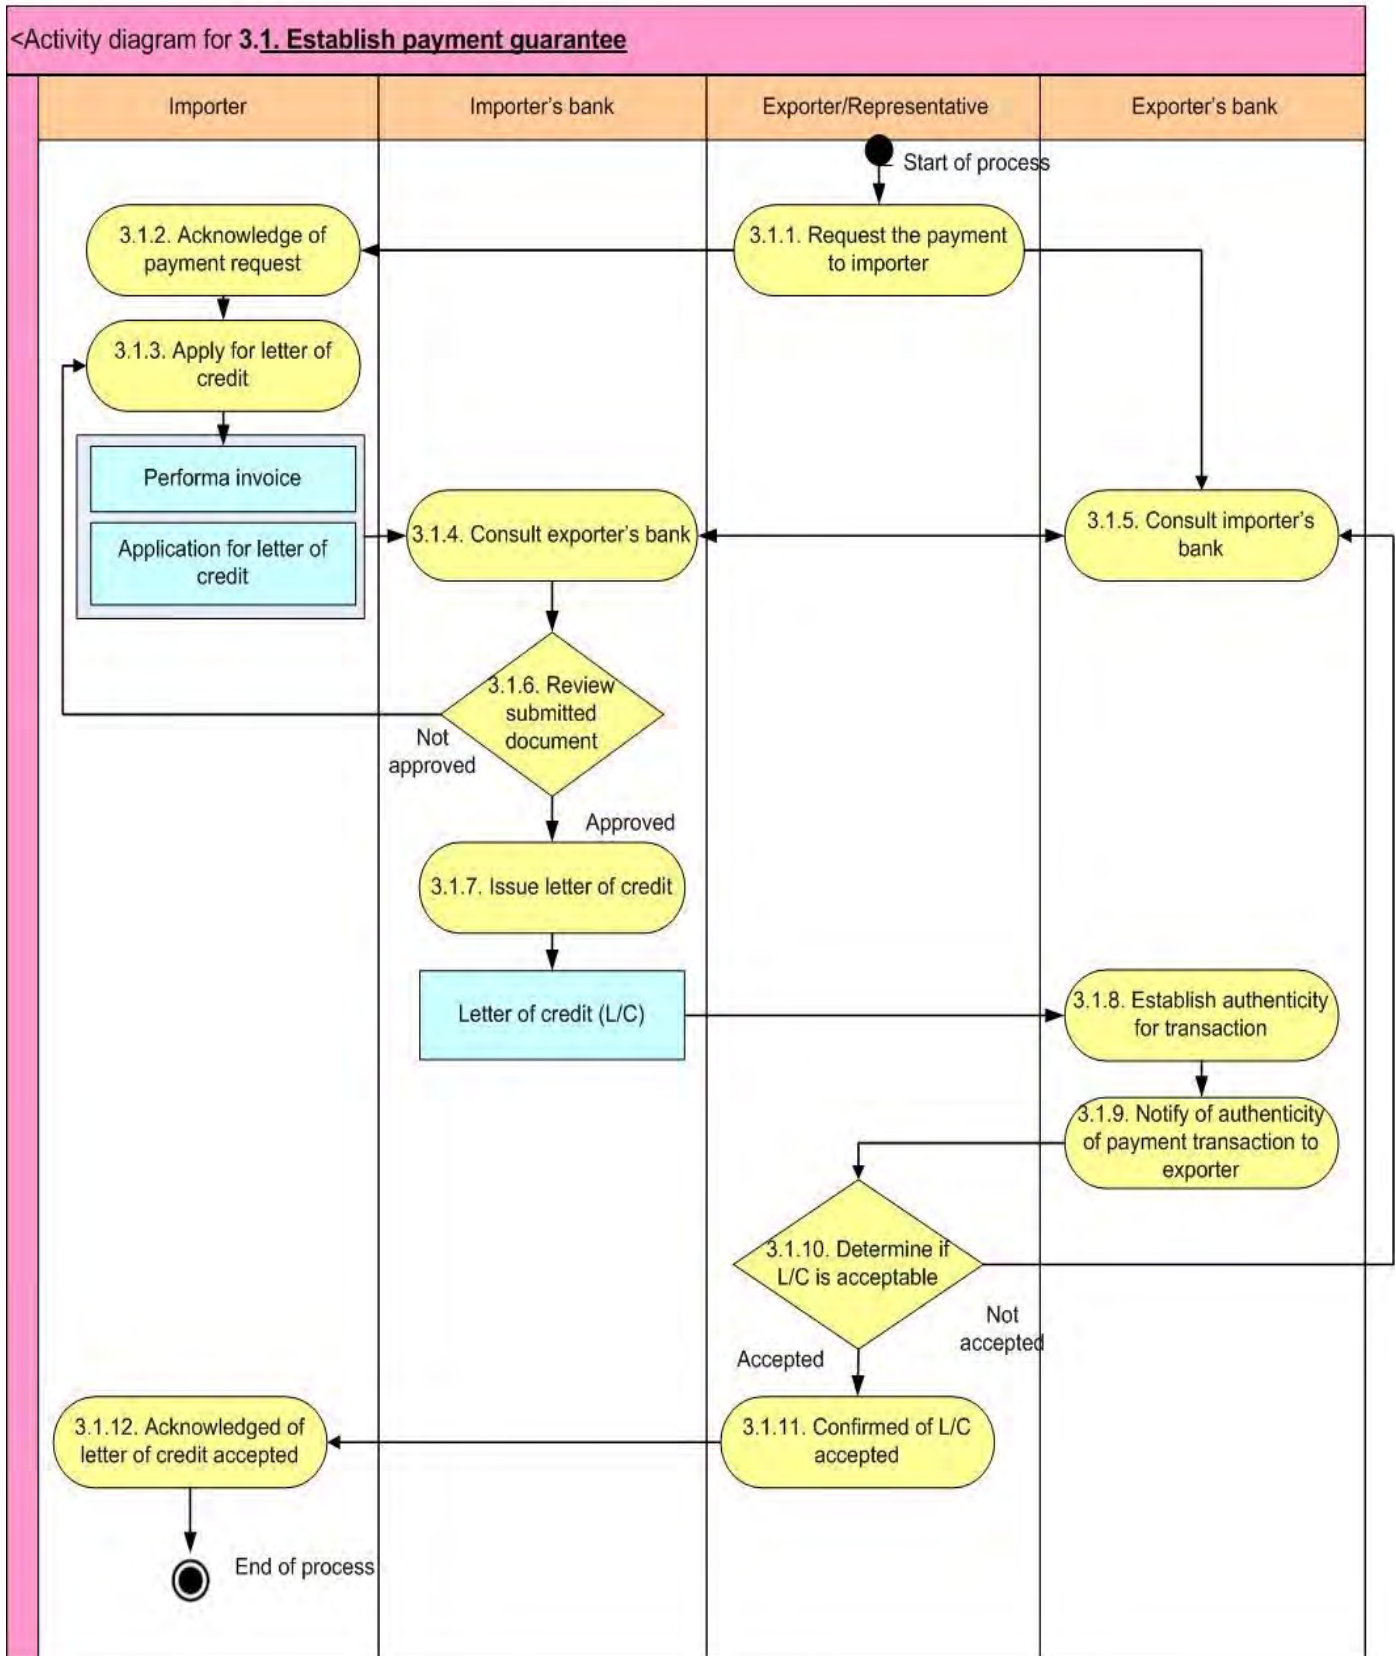 <Activity diagram for 3.1. Establish payment guarantee
Importer
Importer's bank
Exporter/Representative
Exporter's bank
Start of process
3.1.2. Acknowledge of
payment request
3.1.1. Request the payment
to importer
3.1.3. Apply for letter of
credit
Performa invoice
Application for letter of
credit
3.1.4. Consult exporter's bank
3.1.5. Consult importer's
bank
3.1.6. Review
submitted
document
Not
approved
Approved
3.1.7. Issue letter of credit
Letter of credit (L/C)
3.1.8. Establish authenticity
for transaction
3.1.9. Notify of authenticity
of payment transaction to
exporter
3.1.10. Determine if
L/C is acceptable
Not
accepted
Accepted
3.1.12. Acknowledged of
letter of credit accepted
3.1.11. Confirmed of L/C
accepted
End of process